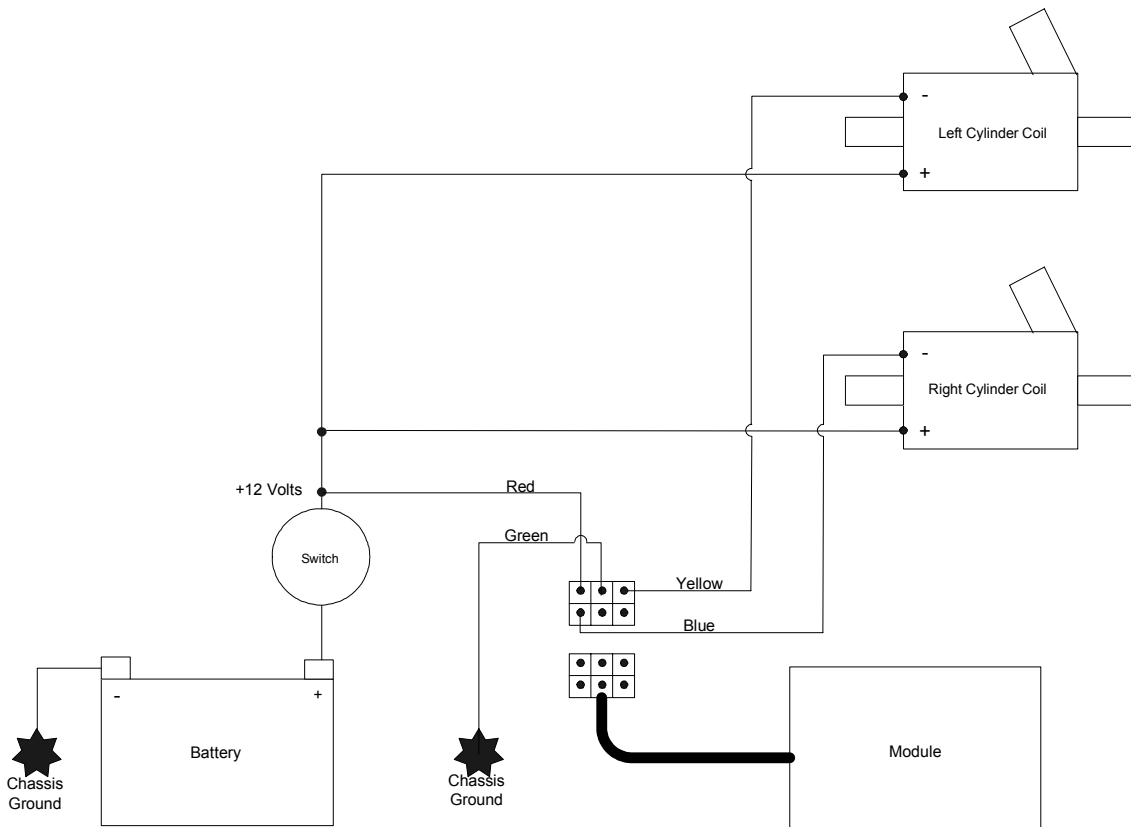 -
Left Cylinder Coil
+
-
Right Cylinder Coil
+
+12 Volts
Red
Green
Switch
Yellow
Blue
-
+
Battery
Chassis
Ground
Chassis
Ground
Module